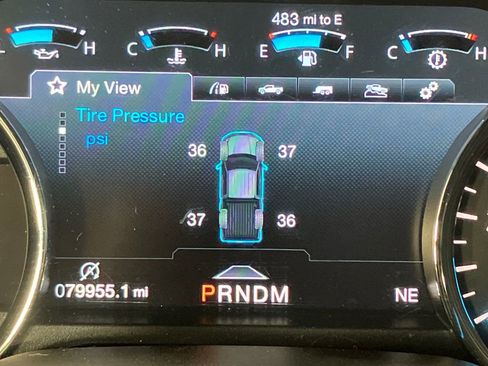 483 mi to E
L H C H E F C H
My View
Tire Pressure
psi
36 37
37 36
079955.1 mi PRNDM NE